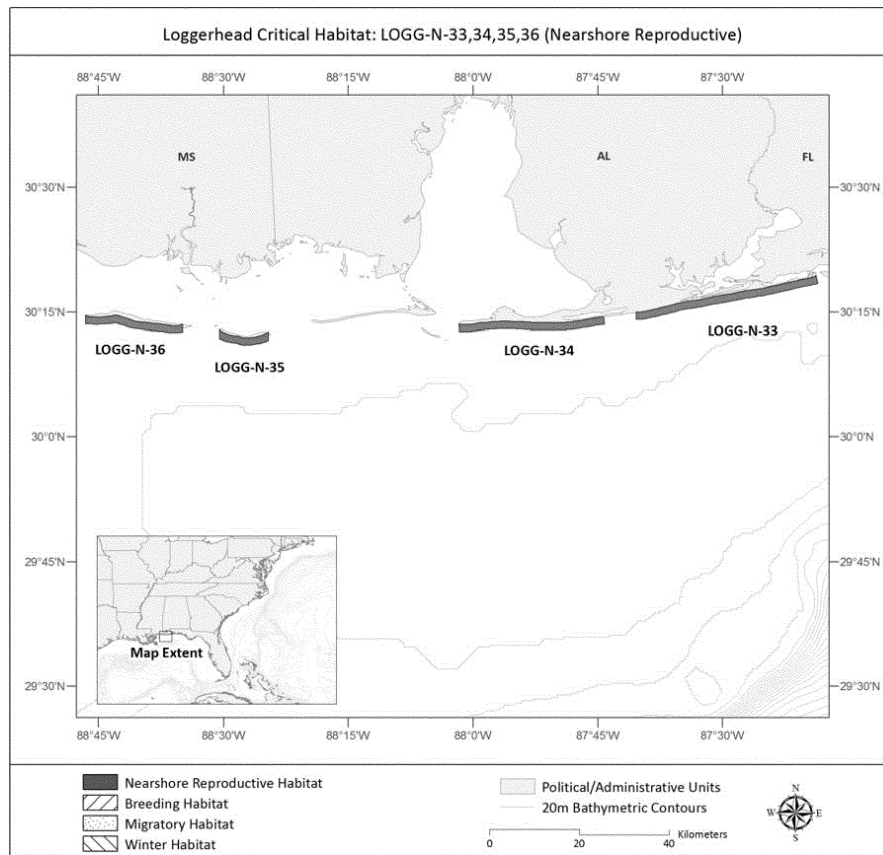 Loggerhead Critical Habitat: LOGG-N-33,34,35,36 (Nearshore Reproductive)
88°45'W 88°30'W 88°15'W 88°0'W 87°45'W 87°30'W
MS AL FL
30°30'N 30°30'N
30°15'N 30°15'N
LOGG-N-33
LOGG-N-36 LOGG-N-34
LOGG-N-35
30°0'N 30°0'N
29°45'N 29°45'N
Map Extent
29°30'N 29°30'N
88°45'W 88°30'W 88°15'W 88°0'W 87°45'W 87°30'W
Nearshore Reproductive Habitat
Breeding Habitat
Migratory Habitat
Winter Habitat
Political/Administrative Units
20m Bathymetric Contours
Kilometers
0 20 40
N
W E
S